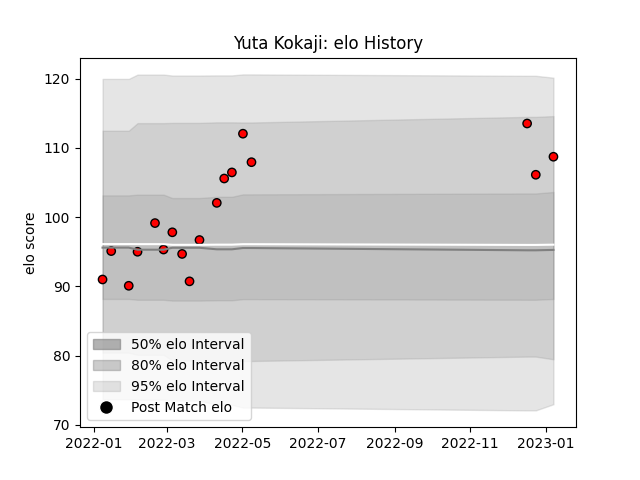 Yuta Kokaji: elo History
elo score
120
110
100
90
80
70
50% elo Interval
80% elo Interval
95% elo Interval
Post Match elo
2022-01 2022-03 2022-05 2022-07 2022-09 2022-11 2023-01